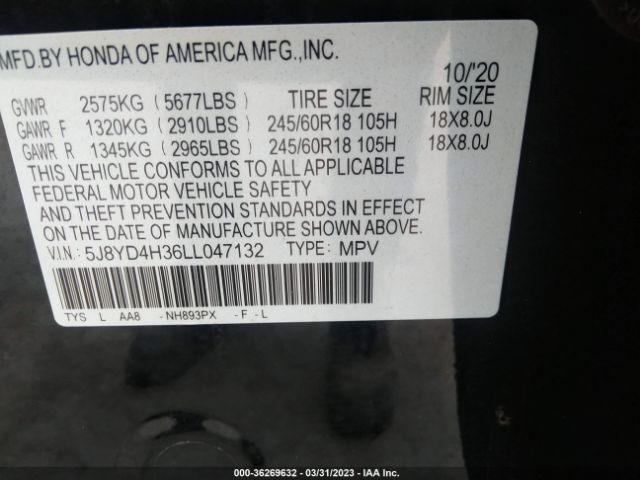 MFD.BY HONDA OF AMERICA MFG.,INC.
10/'20
GVWR 2575KG (5677LBS) TIRE SIZE RIM SIZE
GAWR F 1320KG (2910LBS) 245/60R18 105H 18X8.0J
GAWR R 1345KG (2965LBS) 245/60R18 105H 18X8.0J
THIS VEHICLE CONFORMS TO ALL APPLICABLE
FEDERAL MOTOR VEHICLE SAFETY
AND THEFT PREVENTION STANDARDS IN EFFECT
ON THE DATE OF MANUFACTURE SHOWN ABOVE.
V.I.N.: 5J8YD4H36LL047132 TYPE: MPV
TYS L AA8 -NH893PX -F -L
000-36269632 - 03/31/2023 - IAA Inc.